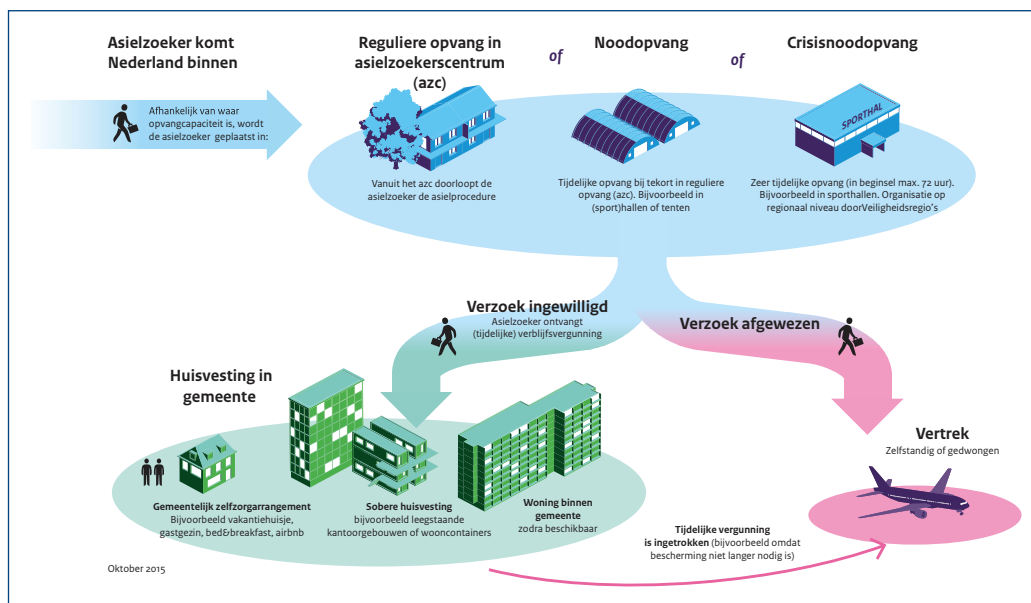 Asielzoeker komt
Nederland binnen
Afhankelijk van waar
opvangcapaciteit is, wordt
de asielzoeker geplaatst in:
Reguliere opvang in
asielzoekerscentrum
(azc)
Vanuit het azc doorloopt de
asielzoeker de asielprocedure
of
Noodopvang
Tijdelijke opvang bij tekort in reguliere
opvang (azc). Bijvoorbeeld in
(sport)hallen of tenten
of
Crisisnoodopvang
SPORTHAL
Zeer tijdelijke opvang (in beginsel max. 72 uur).
Bijvoorbeeld in sporthallen. Organisatie op
regionaal niveau doorVeiligheidsregio's
Verzoek ingewilligd
Asielzoeker ontvangt
(tijdelijke) verblijfsvergunning
Verzoek afgewezen
Huisvesting in
gemeente
Gemeentelijk zelfzorgarrangement
Bijvoorbeeld vakantiehuisje,
gastgezin, bed&breakfast, airbnb
Sobere huisvesting
bijvoorbeeld leegstaande
kantoorgebouwen of wooncontainers
Woning binnen
gemeente
zodra beschikbaar
Vertrek
Zelfstandig of gedwongen
Tijdelijke vergunning
is ingetrokken (bijvoorbeeld omdat
bescherming niet langer nodig is)
Oktober 2015